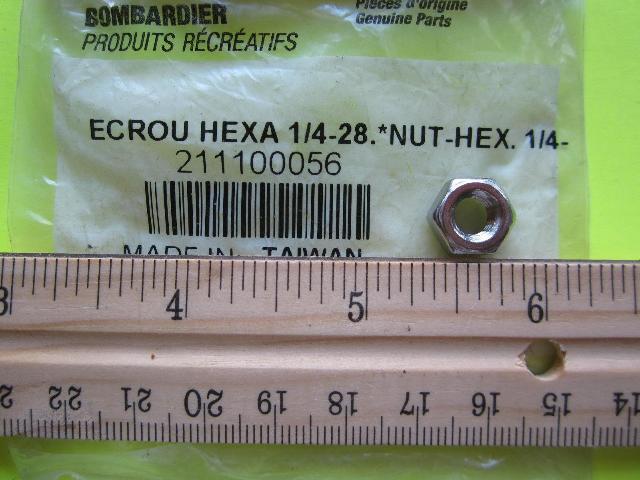 BOMBARDIER
PRODUITS RÉCRÉATIFS
Pièces d'origine
Genuine Parts
ECROU HEXA 1/4-28.*NUT-HEX. 1/4-
211100056
MADE IN TAIWAN
3 4 5 6
22 21 20 19 18 17 16 15 14